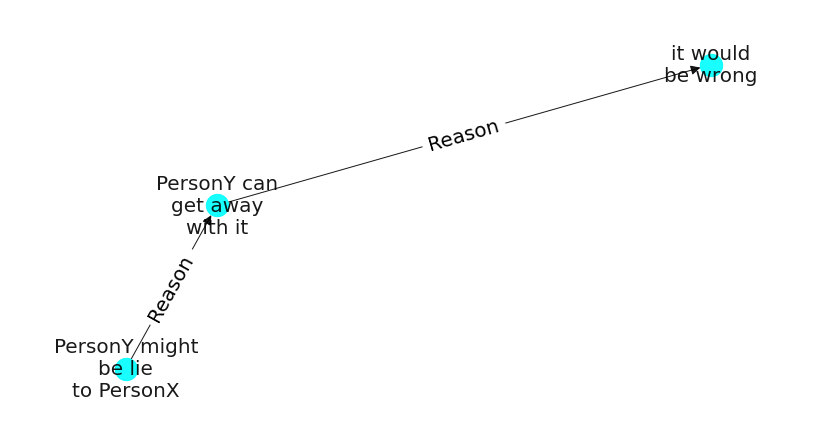 it would
be wrong
Reason
PersonY can
get away
with it
Reason
PersonY might
be lie
to PersonX